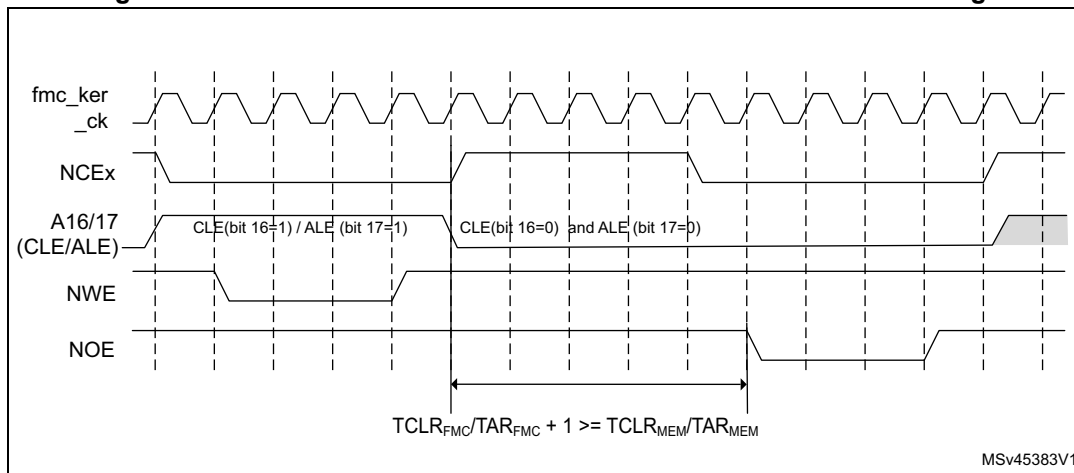 fmc_ker
_ck
NCEx
A16/17
(CLE/ALE)
CLE(bit 16=1) / ALE (bit 17=1)
CLE(bit 16=0) and ALE (bit 17=0)
NWE
NOE
TCLRFMC/TARFMC + 1 >= TCLRMEM/TARMEM
MSv45383V1